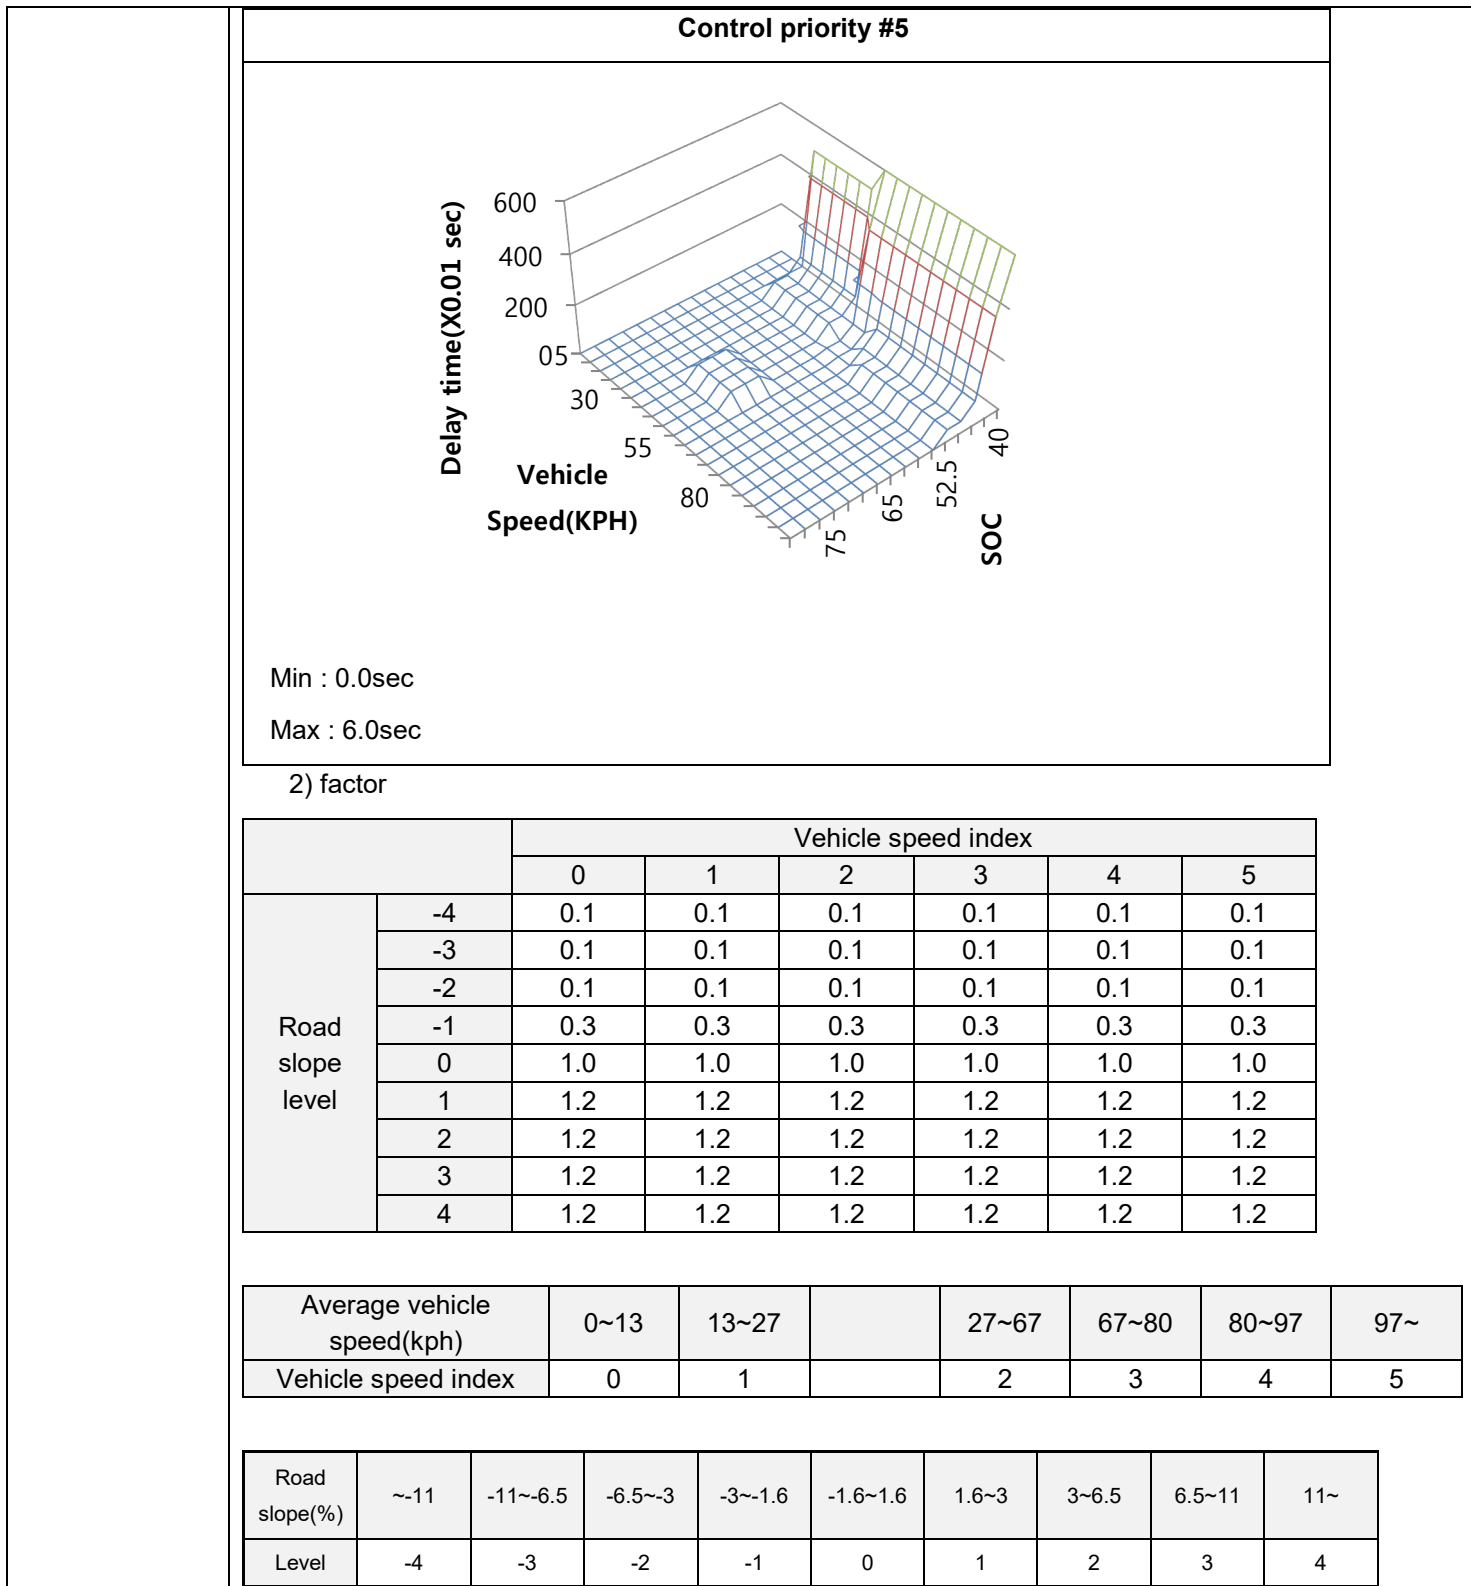 Control priority #5
Delay time(X0.01 sec)
600
400
200
05
30
55
80
Vehicle
Speed(KPH)
75
65
52.5
40
SOC
Min : 0.0sec
Max : 6.0sec
2) factor
Vehicle speed index
0 1 2 3 4 5
Road slope level
-4 0.1 0.1 0.1 0.1 0.1 0.1
-3 0.1 0.1 0.1 0.1 0.1 0.1
-2 0.1 0.1 0.1 0.1 0.1 0.1
-1 0.3 0.3 0.3 0.3 0.3 0.3
0 1.0 1.0 1.0 1.0 1.0 1.0
1 1.2 1.2 1.2 1.2 1.2 1.2
2 1.2 1.2 1.2 1.2 1.2 1.2
3 1.2 1.2 1.2 1.2 1.2 1.2
4 1.2 1.2 1.2 1.2 1.2 1.2
Average vehicle speed(kph) 0~13 13~27 27~67 67~80 80~97 97~
Vehicle speed index 0 1 2 3 4 5
Road slope(%) ~-11 -11~-6.5 -6.5~-3 -3~-1.6 -1.6~1.6 1.6~3 3~6.5 6.5~11 11~
Level -4 -3 -2 -1 0 1 2 3 4